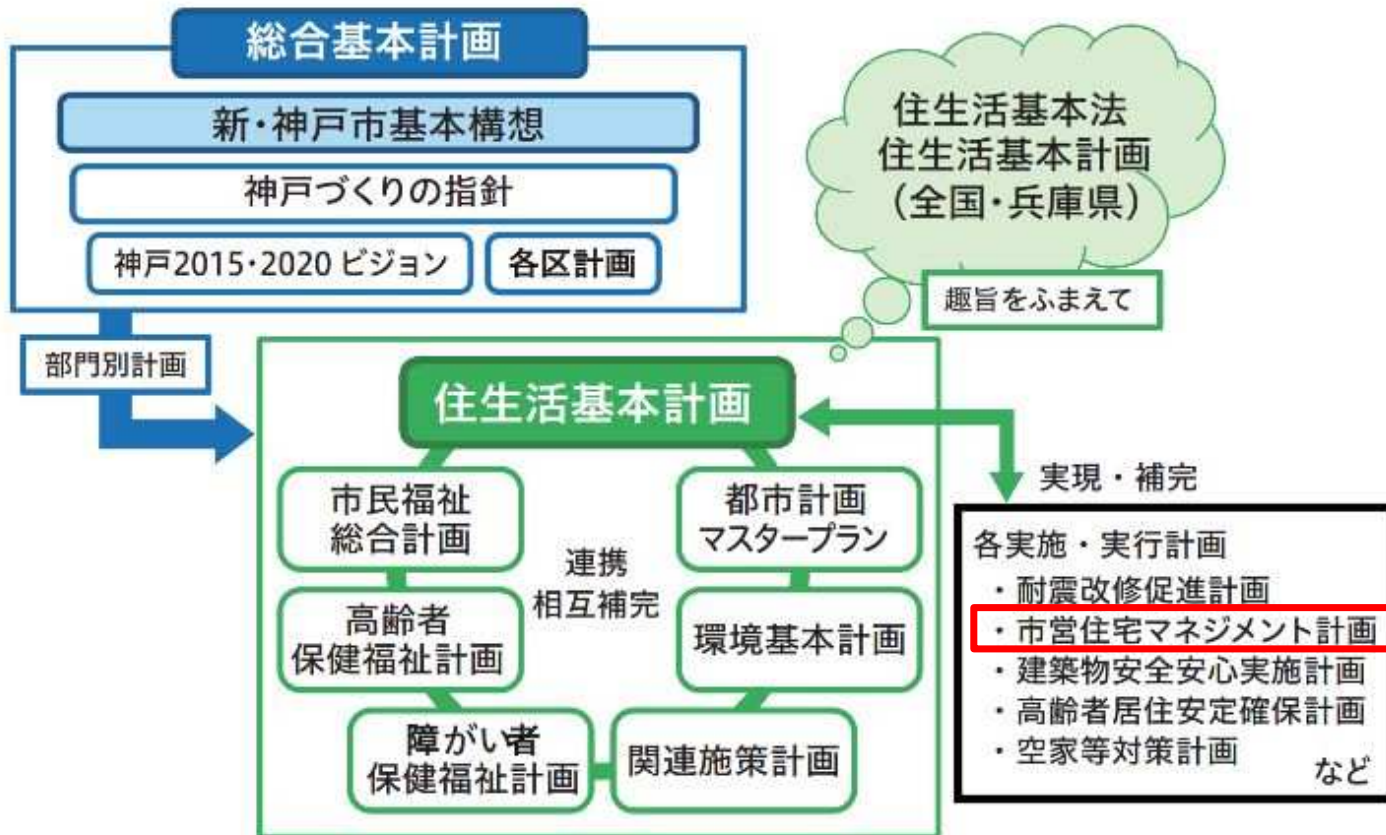 総合基本計画
新・神戸市基本構想
神戸づくりの指針
神戸2015・2020 ビジョン
各区計画
住生活基本法
住生活基本計画
（全国・兵庫県）
趣旨をふまえて
部門別計画
住生活基本計画
実現・補完
市民福祉
総合計画
都市計画
マスタープラン
連携
相互補完
高齢者
保健福祉計画
環境基本計画
障がい者
保健福祉計画
関連施策計画
各実施・実行計画
・耐震改修促進計画
・市営住宅マネジメント計画
・建築物安全安心実施計画
・高齢者居住安定確保計画
・空家等対策計画
など